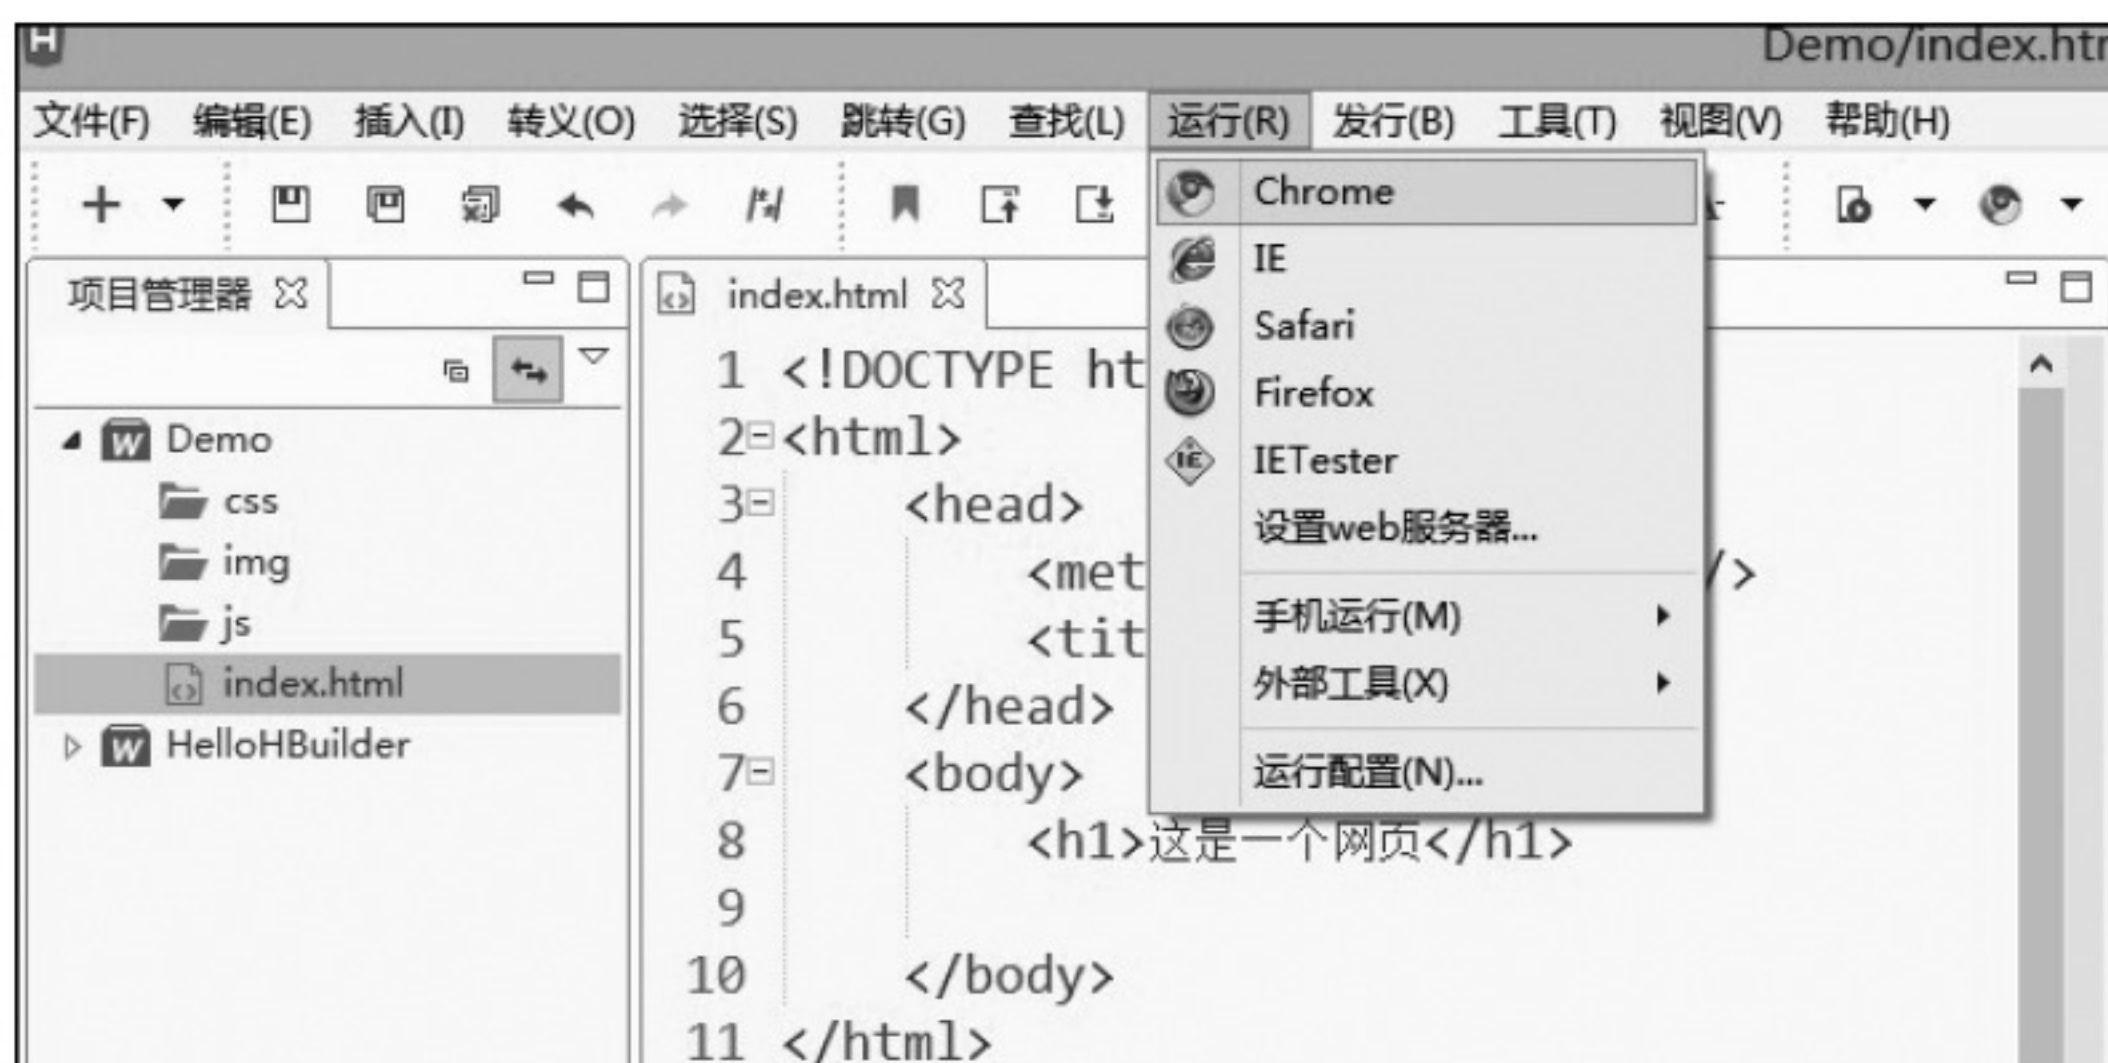 Demo/index.htm
文件(F) 编辑(E) 插入(I) 转义(O) 选择(S) 跳转(G) 查找(L) 运行(R) 发行(B) 工具(T) 视图(V) 帮助(H)
项目管理器
Demo
css
img
js
index.html
HelloHBuilder
index.html
1 <!DOCTYPE ht
2 <html>
3 <head>
4 <met />
5 <tit
6 </head>
7 <body>
8 <h1>这是一个网页</h1>
9
10 </body>
11 </html>
Chrome
IE
Safari
Firefox
IETester
设置web服务器...
手机运行(M)
外部工具(X)
运行配置(N)...